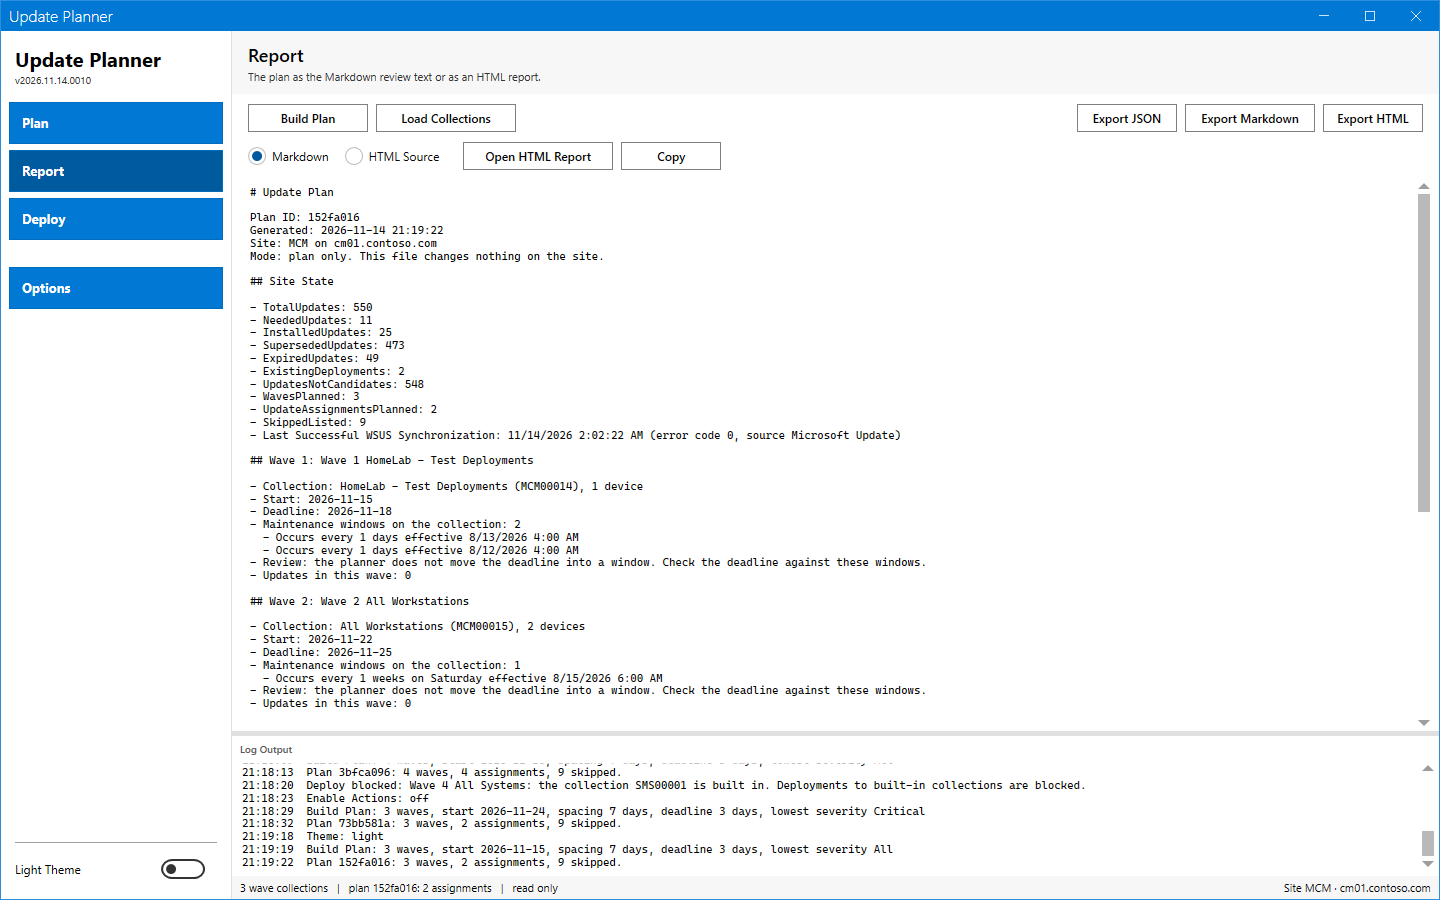 Update Planner
Update Planner
v2026.11.14.0010
Plan
Report
Deploy
Options
Light Theme
Report
The plan as the Markdown review text or as an HTML report.
Build Plan
Load Collections
Export JSON
Export Markdown
Export HTML
Markdown
HTML Source
Open HTML Report
Copy
# Update Plan
Plan ID: 152fa016
Generated: 2026-11-14 21:19:22
Site: MCM on cm01.contoso.com
Mode: plan only. This file changes nothing on the site.
## Site State
- TotalUpdates: 550
- NeededUpdates: 11
- InstalledUpdates: 25
- SupersededUpdates: 473
- ExpiredUpdates: 49
- ExistingDeployments: 2
- UpdatesNotCandidates: 548
- WavesPlanned: 3
- UpdateAssignmentsPlanned: 2
- SkippedListed: 9
- Last Successful WSUS Synchronization: 11/14/2026 2:02:22 AM (error code 0, source Microsoft Update)
## Wave 1: Wave 1 HomeLab - Test Deployments
- Collection: HomeLab - Test Deployments (MCM00014), 1 device
- Start: 2026-11-15
- Deadline: 2026-11-18
- Maintenance windows on the collection: 2
- Occurs every 1 days effective 8/13/2026 4:00 AM
- Occurs every 1 days effective 8/12/2026 4:00 AM
- Review: the planner does not move the deadline into a window. Check the deadline against these windows.
- Updates in this wave: 0
## Wave 2: Wave 2 All Workstations
- Collection: All Workstations (MCM00015), 2 devices
- Start: 2026-11-22
- Deadline: 2026-11-25
- Maintenance windows on the collection: 1
- Occurs every 1 weeks on Saturday effective 8/15/2026 6:00 AM
- Review: the planner does not move the deadline into a window. Check the deadline against these windows.
- Updates in this wave: 0
Log Output
21:18:13 Plan 3bfca096: 4 waves, 4 assignments, 9 skipped.
21:18:20 Deploy blocked: Wave 4 All Systems: the collection SMS00001 is built in. Deployments to built-in collections are blocked.
21:18:23 Enable Actions: off
21:18:29 Build Plan: 3 waves, start 2026-11-24, spacing 7 days, deadline 3 days, lowest severity Critical
21:18:32 Plan 73bb581a: 3 waves, 2 assignments, 9 skipped.
21:19:18 Theme: light
21:19:19 Build Plan: 3 waves, start 2026-11-15, spacing 7 days, deadline 3 days, lowest severity All
21:19:22 Plan 152fa016: 3 waves, 2 assignments, 9 skipped.
3 wave collections | plan 152fa016: 2 assignments | read only
Site MCM · cm01.contoso.com